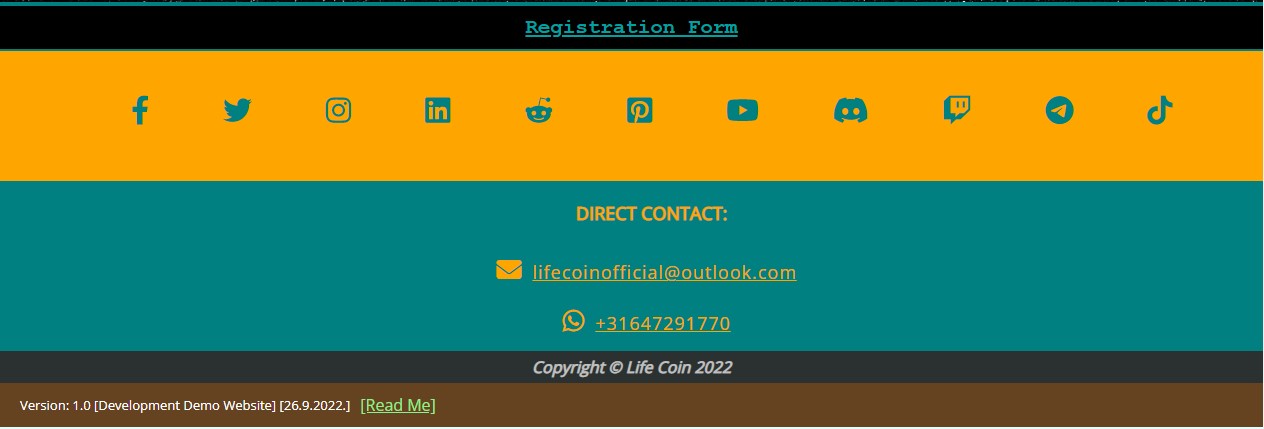 Registration Form
DIRECT CONTACT:
lifecoinofficial@outlook.com
+31647291770
Copyright © Life Coin 2022
Version: 1.0 [Development Demo Website] [26.9.2022.] [Read Me]